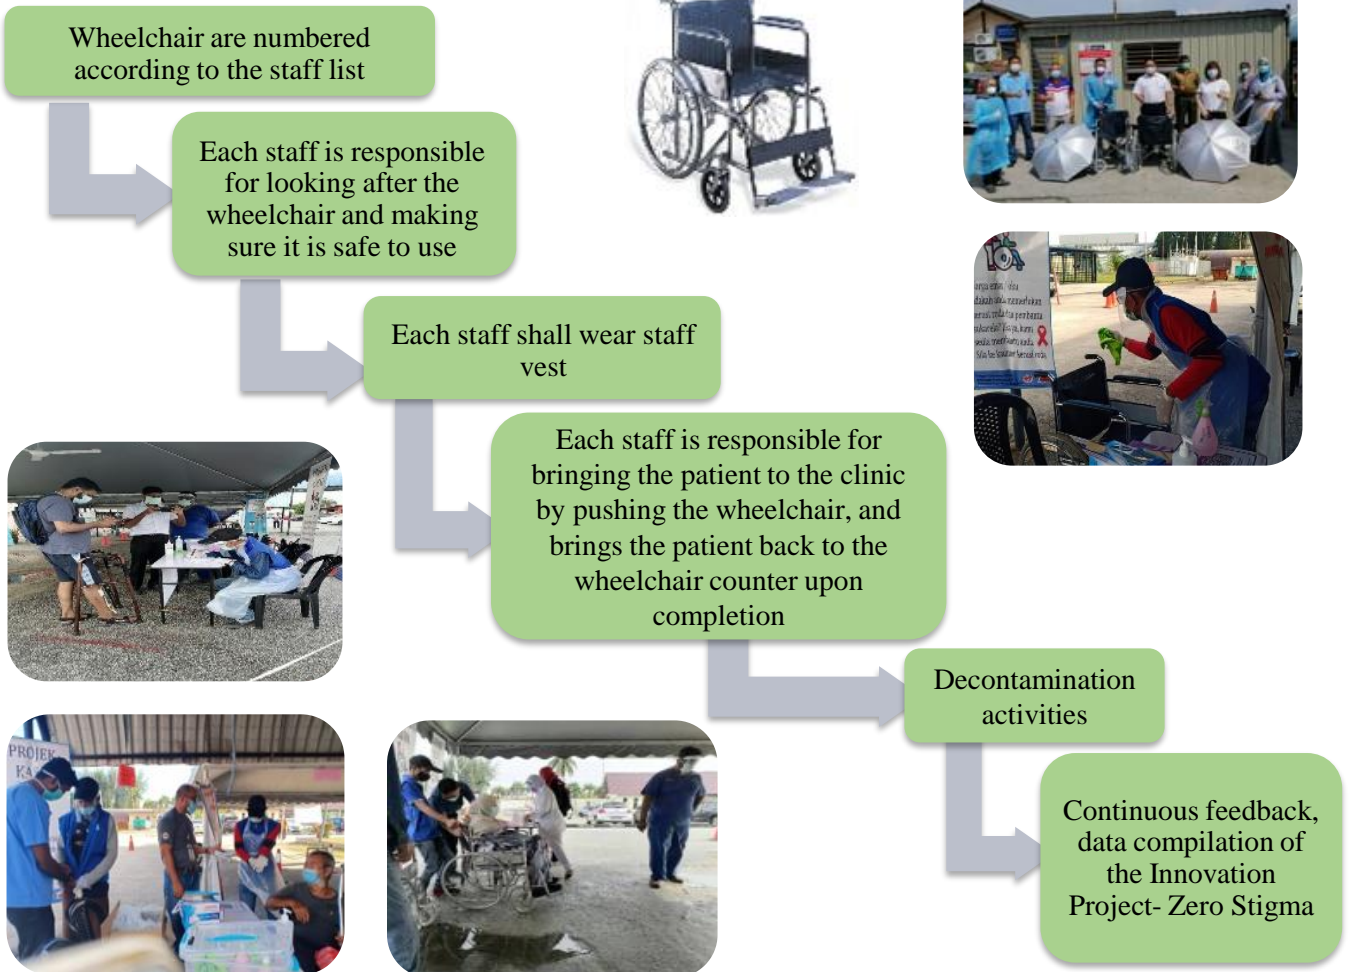 Wheelchair are numbered
according to the staff list
Each staff is responsible
for looking after the
wheelchair and making
sure it is safe to use
Each staff shall wear staff
vest
Each staff is responsible for
bringing the patient to the clinic
by pushing the wheelchair, and
brings the patient back to the
wheelchair counter upon
completion
Decontamination
activities
Continuous feedback,
data compilation of
the Innovation
Project- Zero Stigma
PROJEK